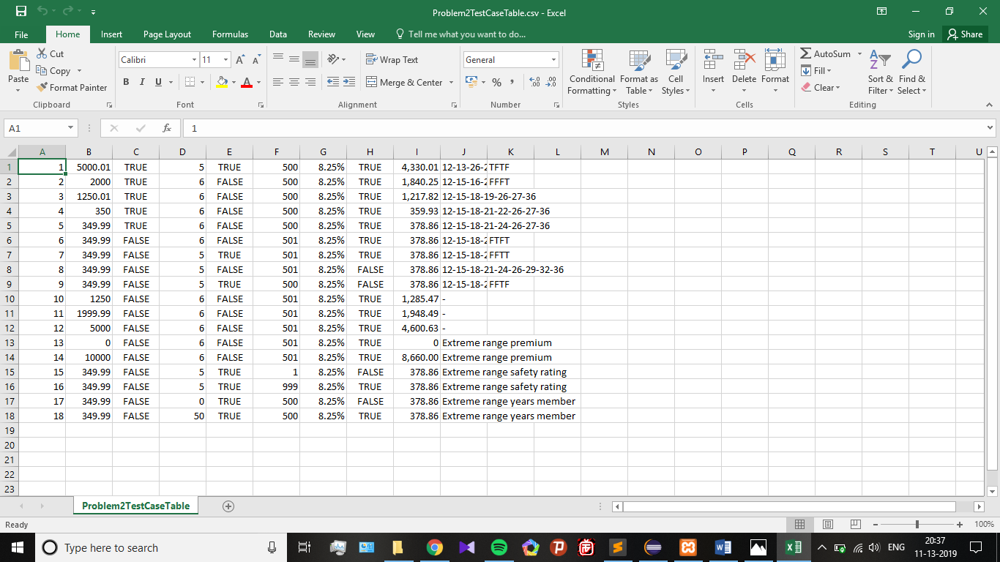 Problem2TestCaseTable.csv - Excel
File Home Insert Page Layout Formulas Data Review View Tell me what you want to do... Sign in Share
Paste Cut Copy Format Painter Clipboard
Calibri 11 A A B I U A Font
Wrap Text Merge & Center Alignment
General % , .0 .00 .00 .0 Number
Conditional Formatting Format as Table Cell Styles Styles
Insert Delete Format Cells
AutoSum Fill Clear Sort & Filter Find & Select Editing
A1 fx 1
A B C D E F G H I J K L M N O P Q R S T U
1 1 5000.01 TRUE 5 TRUE 500 8.25% TRUE 4,330.01 12-13-26-2 TFTF
2 2 2000 TRUE 6 FALSE 500 8.25% TRUE 1,840.25 12-15-16-2 FFFT
3 3 1250.01 TRUE 6 FALSE 500 8.25% TRUE 1,217.82 12-15-18-19-26-27-36
4 4 350 TRUE 6 FALSE 500 8.25% TRUE 359.93 12-15-18-21-22-26-27-36
5 5 349.99 TRUE 6 FALSE 500 8.25% TRUE 378.86 12-15-18-21-24-26-27-36
6 6 349.99 FALSE 6 FALSE 501 8.25% TRUE 378.86 12-15-18-2 FTFT
7 7 349.99 FALSE 5 TRUE 501 8.25% TRUE 378.86 12-15-18-2 FFTT
8 8 349.99 FALSE 5 FALSE 501 8.25% FALSE 378.86 12-15-18-21-24-26-29-32-36
9 9 349.99 FALSE 5 TRUE 500 8.25% FALSE 378.86 12-15-18-2 FFTF
10 10 1250 FALSE 6 FALSE 501 8.25% TRUE 1,285.47 -
11 11 1999.99 FALSE 6 FALSE 501 8.25% TRUE 1,948.49 -
12 12 5000 FALSE 6 FALSE 501 8.25% TRUE 4,600.63 -
13 13 0 FALSE 6 FALSE 501 8.25% TRUE 0 Extreme range premium
14 14 10000 FALSE 6 FALSE 501 8.25% TRUE 8,660.00 Extreme range premium
15 15 349.99 FALSE 5 TRUE 1 8.25% FALSE 378.86 Extreme range safety rating
16 16 349.99 FALSE 5 TRUE 999 8.25% TRUE 378.86 Extreme range safety rating
17 17 349.99 FALSE 0 TRUE 500 8.25% FALSE 378.86 Extreme range years member
18 18 349.99 FALSE 50 TRUE 500 8.25% TRUE 378.86 Extreme range years member
19
20
21
22
23
Problem2TestCaseTable
Ready 100%
Type here to search ENG 20:37
11-13-2019